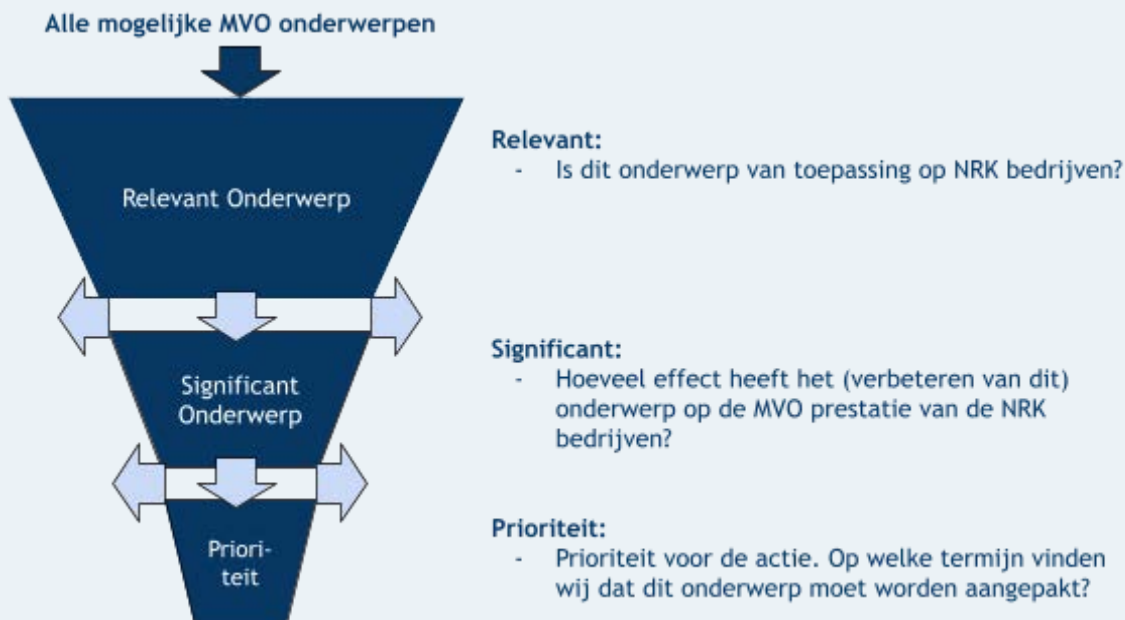 Alle mogelijke MVO onderwerpen
Relevant Onderwerp
Relevant:
- Is dit onderwerp van toepassing op NRK bedrijven?
Significant
Onderwerp
Significant:
- Hoeveel effect heeft het (verbeteren van dit)
onderwerp op de MVO prestatie van de NRK
bedrijven?
Priori-
teit
Prioriteit:
- Prioriteit voor de actie. Op welke termijn vinden
wij dat dit onderwerp moet worden aangepakt?